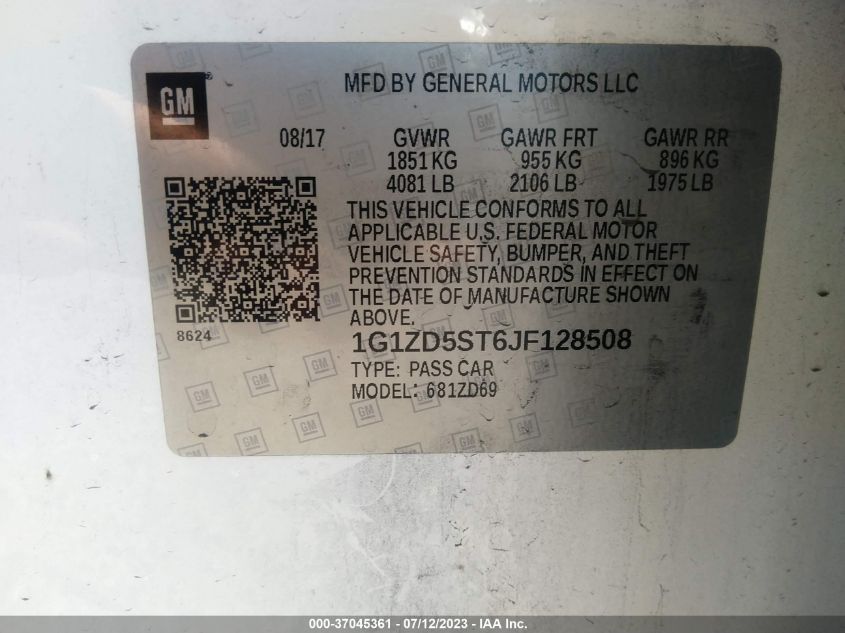 GM
MFD BY GENERAL MOTORS LLC
08/17 GVWR GAWR FRT GAWR RR
1851 KG 955 KG 896 KG
4081 LB 2106 LB 1975 LB
THIS VEHICLE CONFORMS TO ALL
APPLICABLE U.S. FEDERAL MOTOR
VEHICLE SAFETY, BUMPER, AND THEFT
PREVENTION STANDARDS IN EFFECT ON
THE DATE OF MANUFACTURE SHOWN
ABOVE.
8624
1G1ZD5ST6JF128508
TYPE: PASS CAR
MODEL: 681ZD69
000-37045361 - 07/12/2023 - IAA Inc.